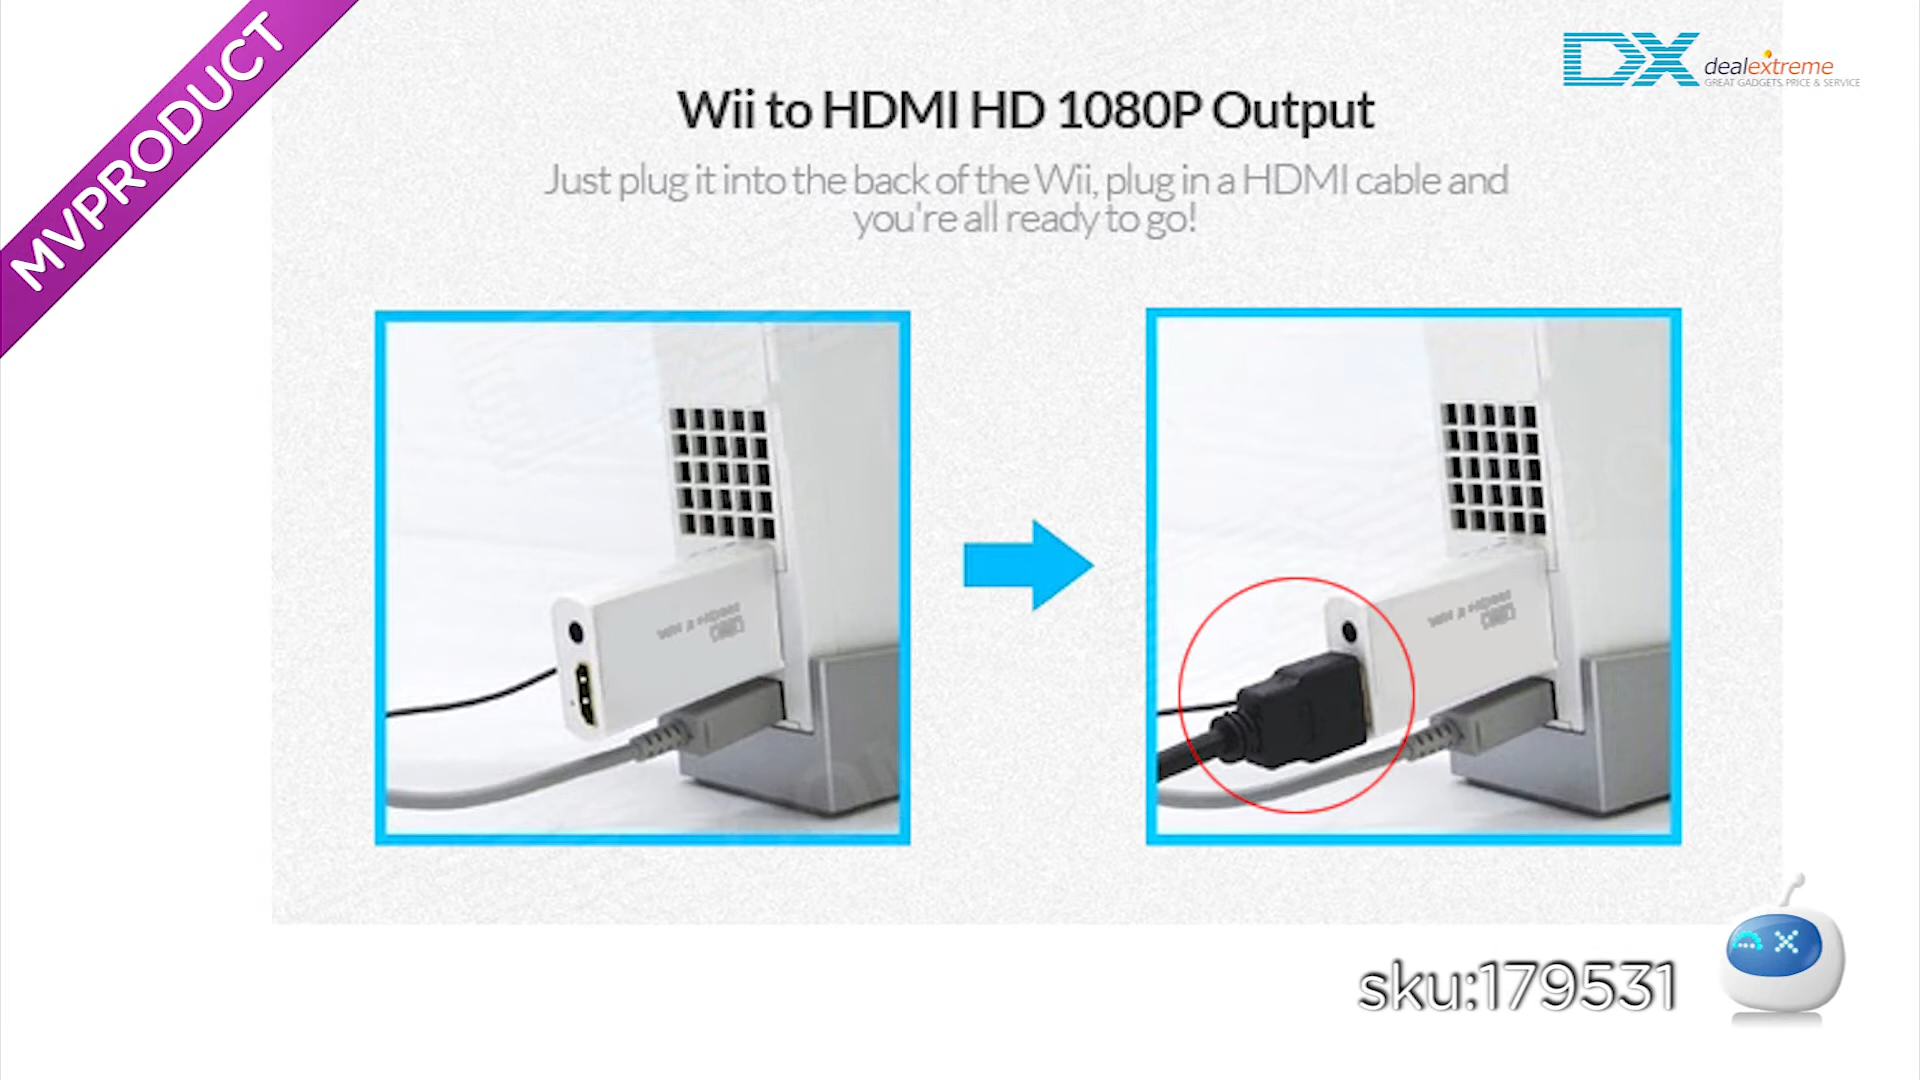 MVPRODUCT
DX dealextreme
GREAT GADGETS, PRICE & SERVICE
Wii to HDMI HD 1080P Output
Just plug it into the back of the Wii, plug in a HDMI cable and
you're all ready to go!
sku:179531